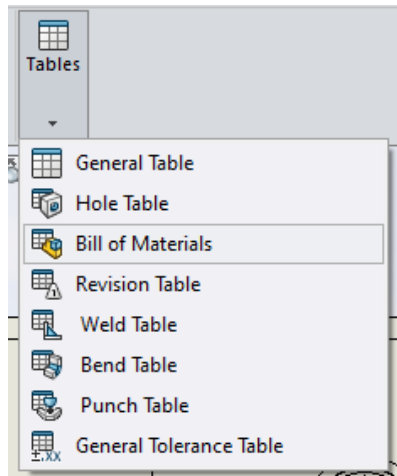 Tables
General Table
Hole Table
Bill of Materials
Revision Table
Weld Table
Bend Table
Punch Table
General Tolerance Table